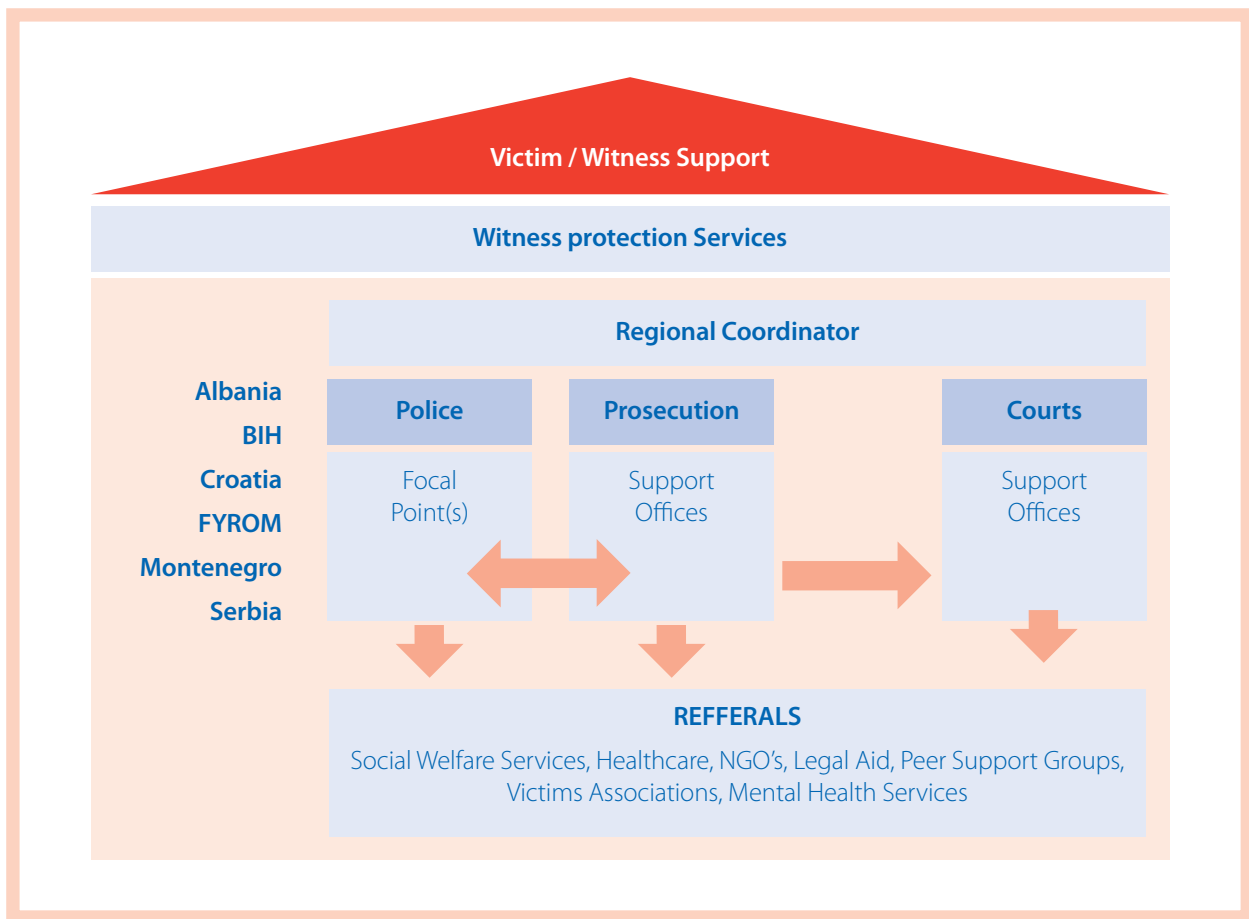 Victim / Witness Support
Witness protection Services
Regional Coordinator
Albania
BIH
Croatia
FYROM
Montenegro
Serbia
Police
Focal
Point(s)
Prosecution
Support
Offices
Courts
Support
Offices
REFFERALS
Social Welfare Services, Healthcare, NGO’s, Legal Aid, Peer Support Groups,
Victims Associations, Mental Health Services